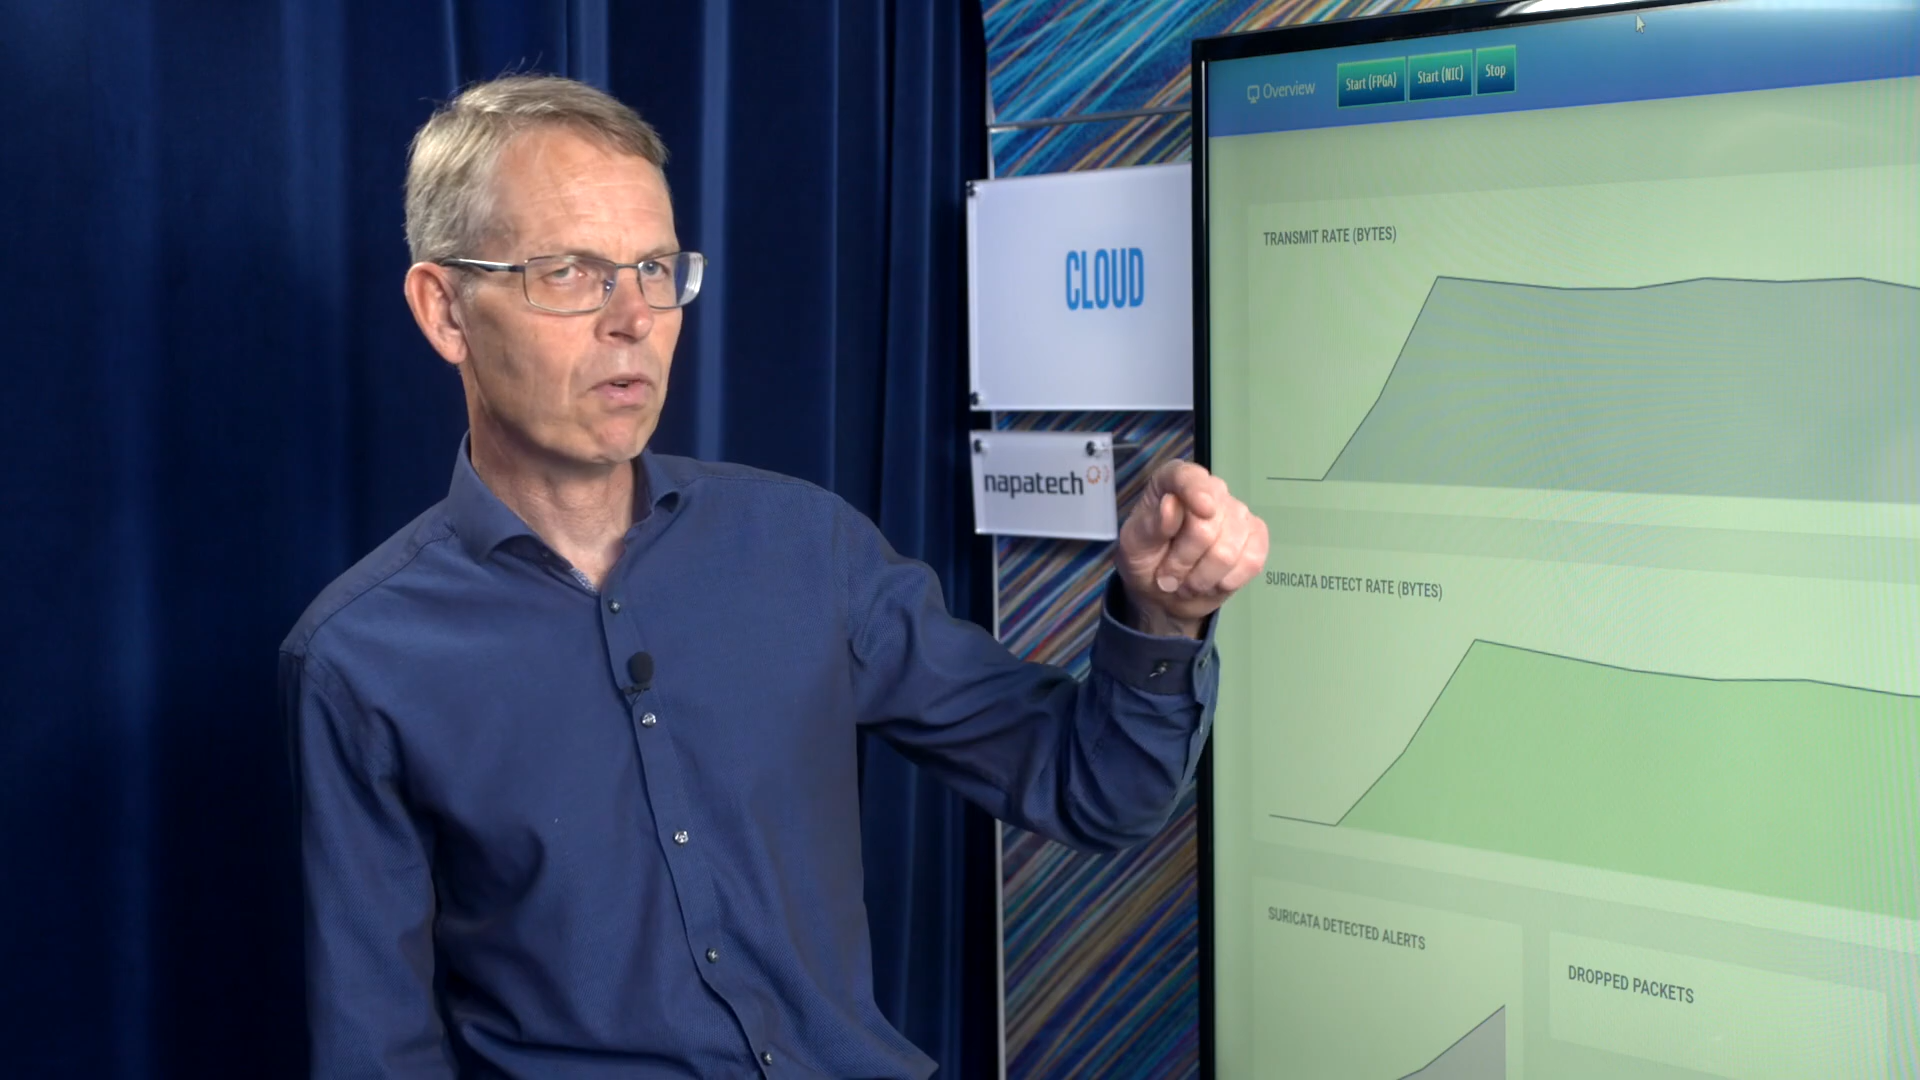 CLOUD
napatech
Overview
Start (FPGA)
Start (NIC)
Stop
TRANSMIT RATE (BYTES)
SURICATA DETECT RATE (BYTES)
SURICATA DETECTED ALERTS
DROPPED PACKETS